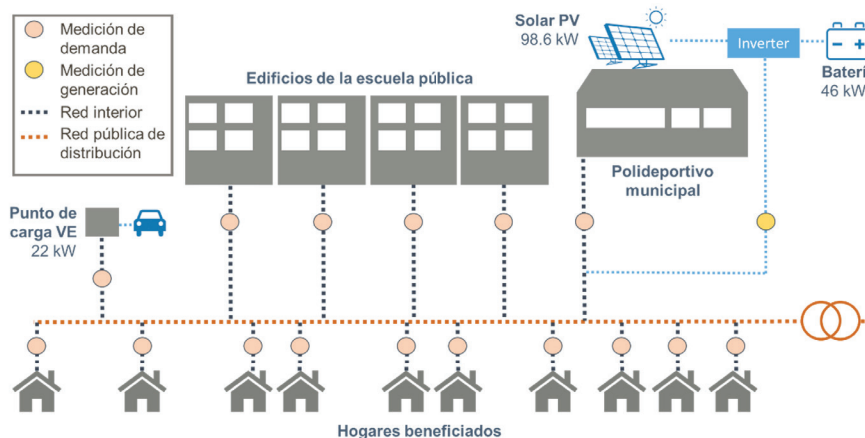 Medición de
demanda
Medición de
generación
Red interior
Red pública de
distribución
Edificios de la escuela pública
Solar PV
98.6 kW
Inverter
Baterí
46 kW
Polideportivo
municipal
Punto de
carga VE
22 kW
Hogares beneficiados